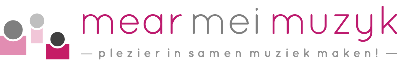 mear mei muzyk
— plezier in samen muziek maken! —